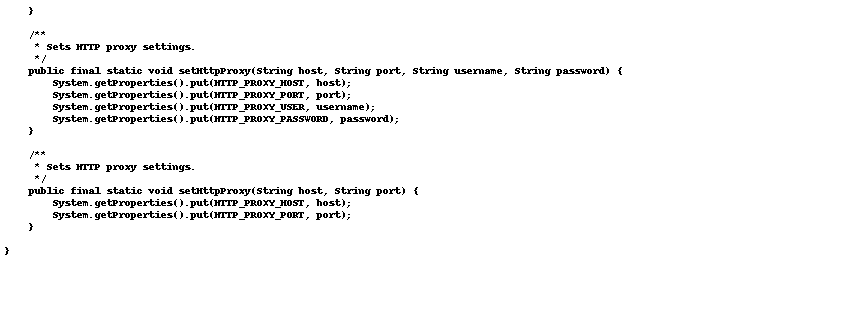 }

    /**
     * Sets HTTP proxy settings.
     */
    public final static void setHttpProxy(String host, String port, String username, String password) {
        System.getProperties().put(HTTP_PROXY_HOST, host);
        System.getProperties().put(HTTP_PROXY_PORT, port);
        System.getProperties().put(HTTP_PROXY_USER, username);
        System.getProperties().put(HTTP_PROXY_PASSWORD, password);
    }

    /**
     * Sets HTTP proxy settings.
     */
    public final static void setHttpProxy(String host, String port) {
        System.getProperties().put(HTTP_PROXY_HOST, host);
        System.getProperties().put(HTTP_PROXY_PORT, port);
    }

}